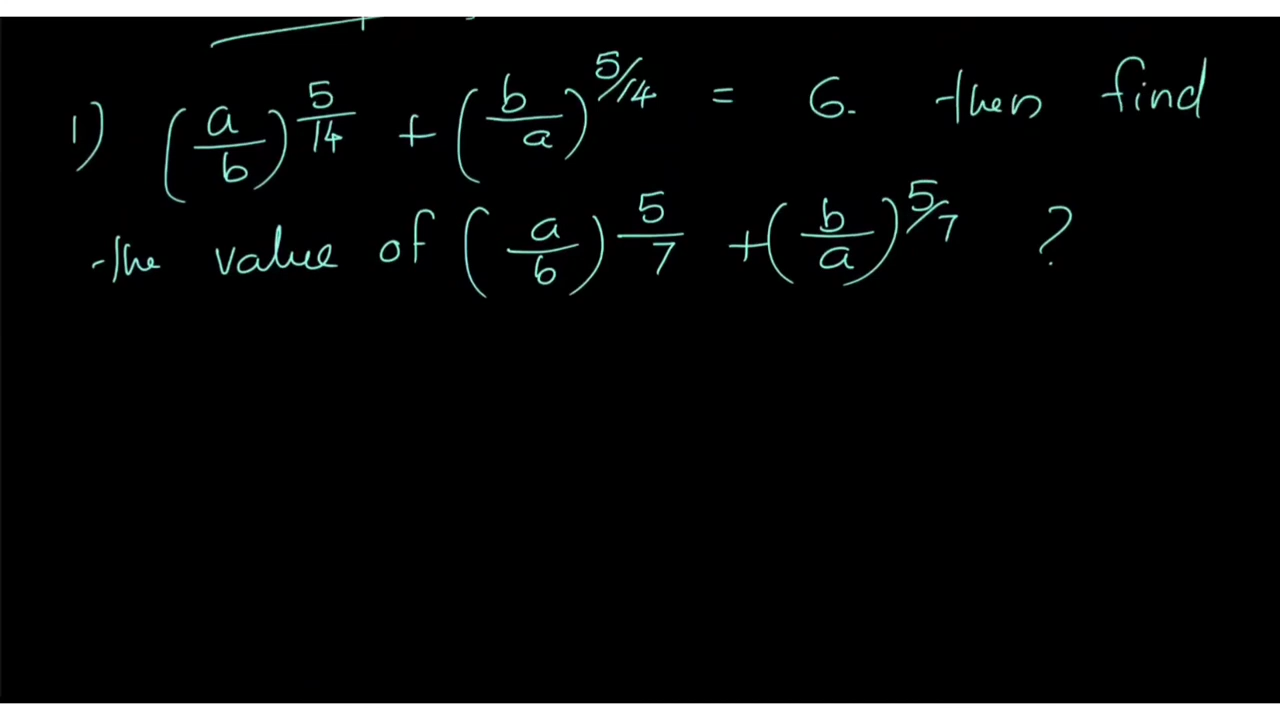 1) (a/b)^5/14 + (b/a)^5/14 = 6. then find
the value of (a/b)^5/7 + (b/a)^5/7 ?